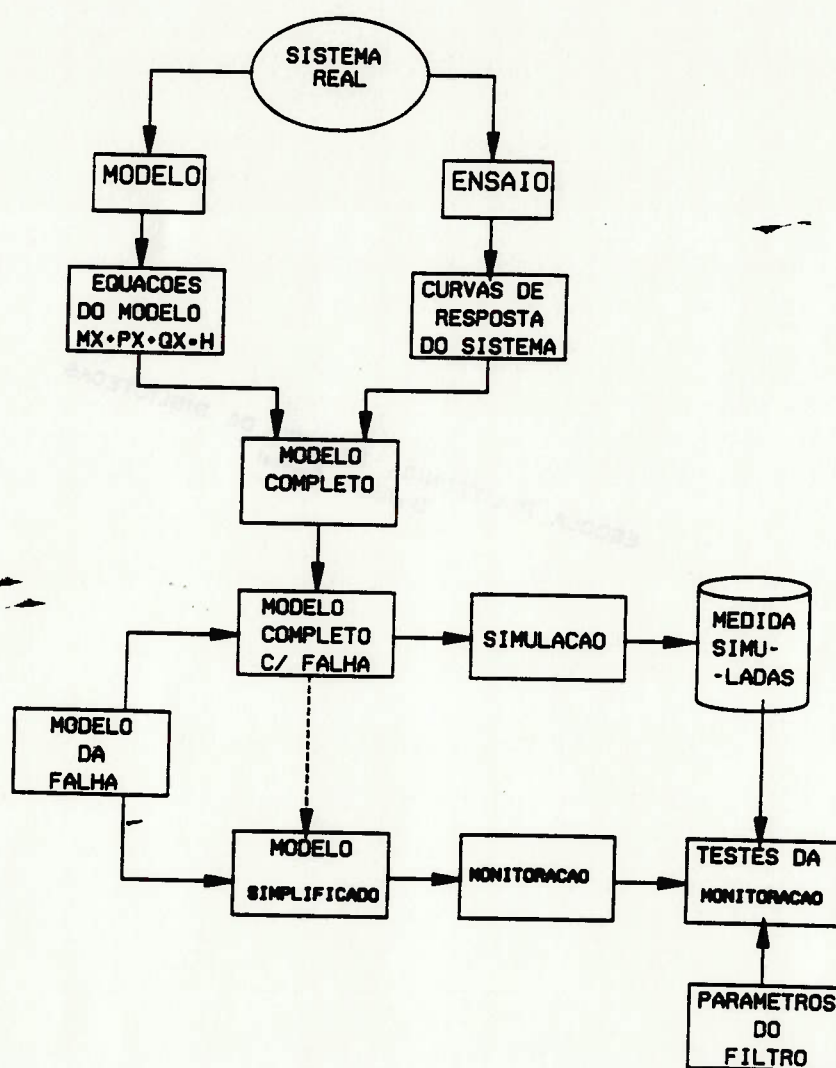 SISTEMA
REAL
MODELO
ENSAIO
EQUACOES
DO MODELO
MX+PX+QX=H
CURVAS DE
RESPOSTA
DO SISTEMA
MODELO
COMPLETO
MODELO
COMPLETO
C/ FALHA
SIMULACAO
MEDIDA
SIMU-
-LADAS
MODELO
DA
FALHA
MODELO
SIMPLIFICADO
MONITORACAO
TESTES DA
MONITORACAO
PARAMETROS
DO
FILTRO